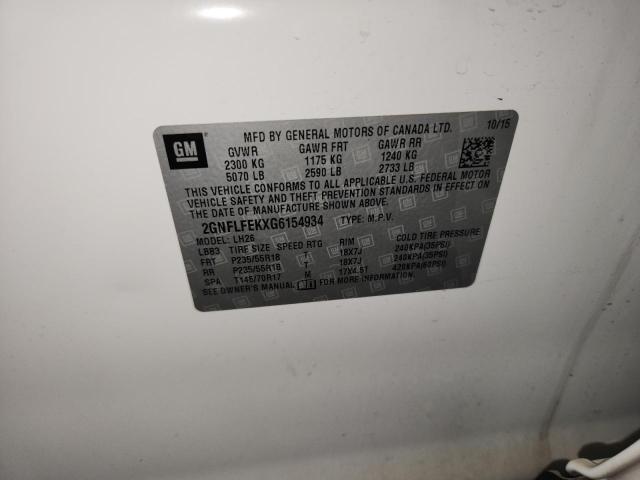 GM MFD BY GENERAL MOTORS OF CANADA LTD. 10/15
GVWR GAWR FRT GAWR RR
2300 KG 1175 KG 1240 KG
5070 LB 2590 LB 2733 LB
THIS VEHICLE CONFORMS TO ALL APPLICABLE U.S. FEDERAL MOTOR
VEHICLE SAFETY AND THEFT PREVENTION STANDARDS IN EFFECT ON
THE DATE OF MANUFACTURE SHOWN ABOVE.
2GNFLFEKXG6154934 TYPE: M.P.V.
MODEL: LH26
LBB3 TIRE SIZE SPEED RTG RIM COLD TIRE PRESSURE
FRT P235/55R18 T 18X7J 240KPA(35PSI)
RR P235/55R18 T 18X7J 240KPA(35PSI)
SPA T145/70R17 M 17X4.5T 420KPA(60PSI)
SEE OWNER'S MANUAL FOR MORE INFORMATION.